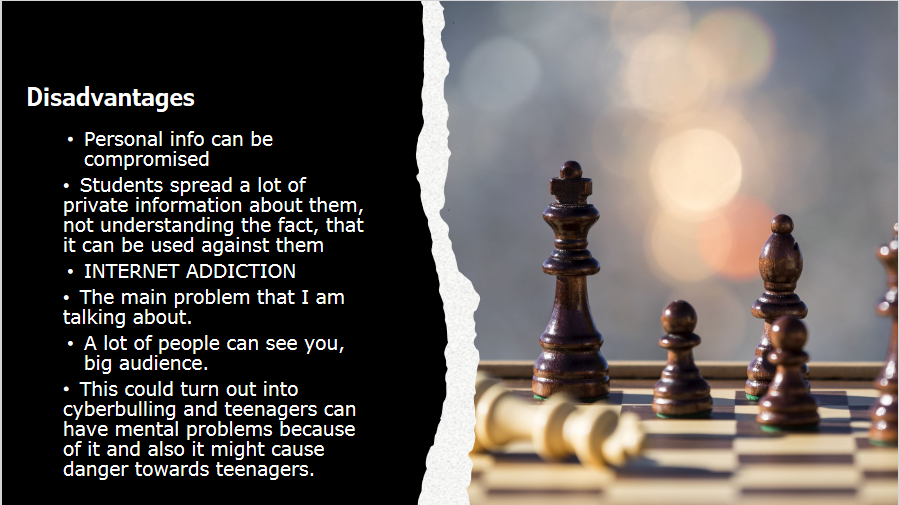 Disadvantages
• Personal info can be
compromised
• Students spread a lot of
private information about them,
not understanding the fact, that
it can be used against them
• INTERNET ADDICTION
• The main problem that I am
talking about.
• A lot of people can see you,
big audience.
• This could turn out into
cyberbulling and teenagers can
have mental problems because
of it and also it might cause
danger towards teenagers.